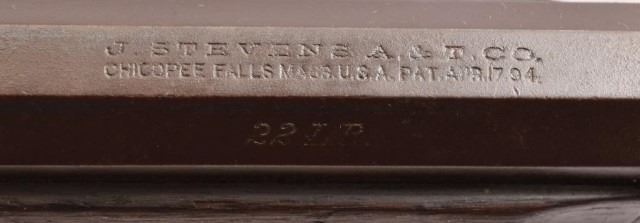 J. STEVENS A. & T. CO.
CHICOPEE FALLS MASS. U.S.A. PAT. APR. 17 94.
22 L.R.